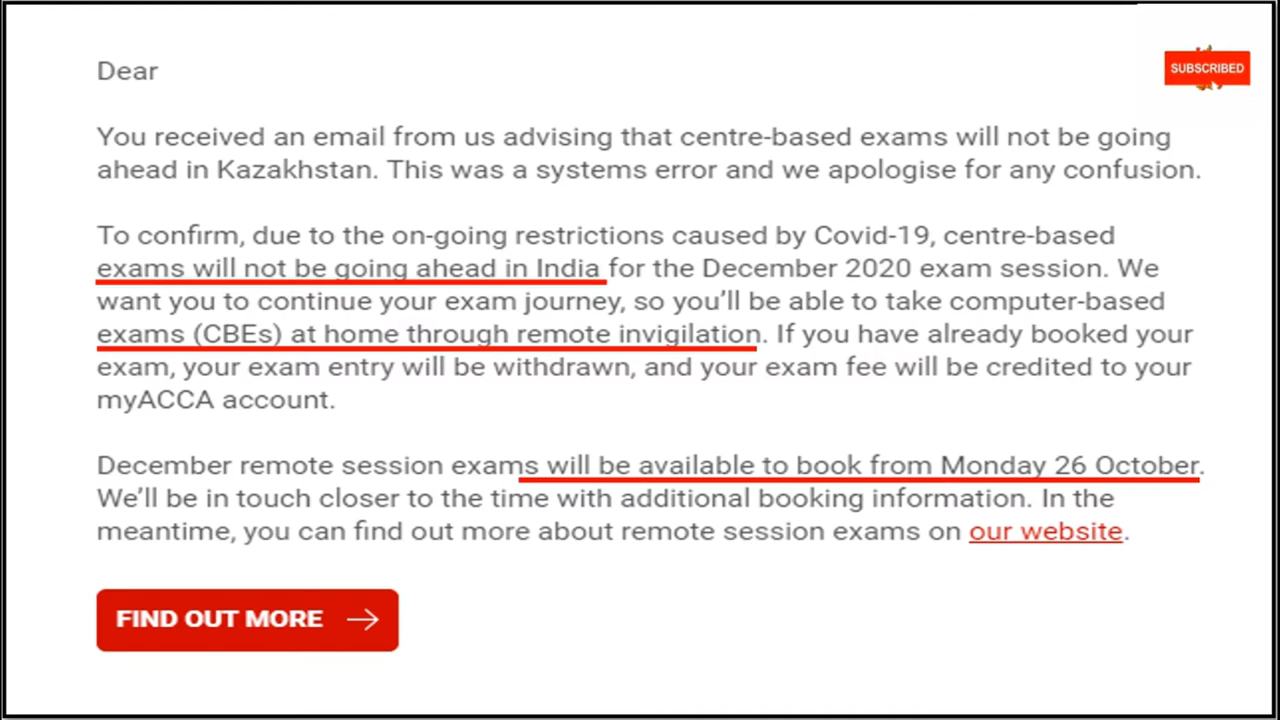 Dear
SUBSCRIBED
You received an email from us advising that centre-based exams will not be going
ahead in Kazakhstan. This was a systems error and we apologise for any confusion.
To confirm, due to the on-going restrictions caused by Covid-19, centre-based
exams will not be going ahead in India for the December 2020 exam session. We
want you to continue your exam journey, so you’ll be able to take computer-based
exams (CBEs) at home through remote invigilation. If you have already booked your
exam, your exam entry will be withdrawn, and your exam fee will be credited to your
myACCA account.
December remote session exams will be available to book from Monday 26 October.
We’ll be in touch closer to the time with additional booking information. In the
meantime, you can find out more about remote session exams on our website.
FIND OUT MORE →